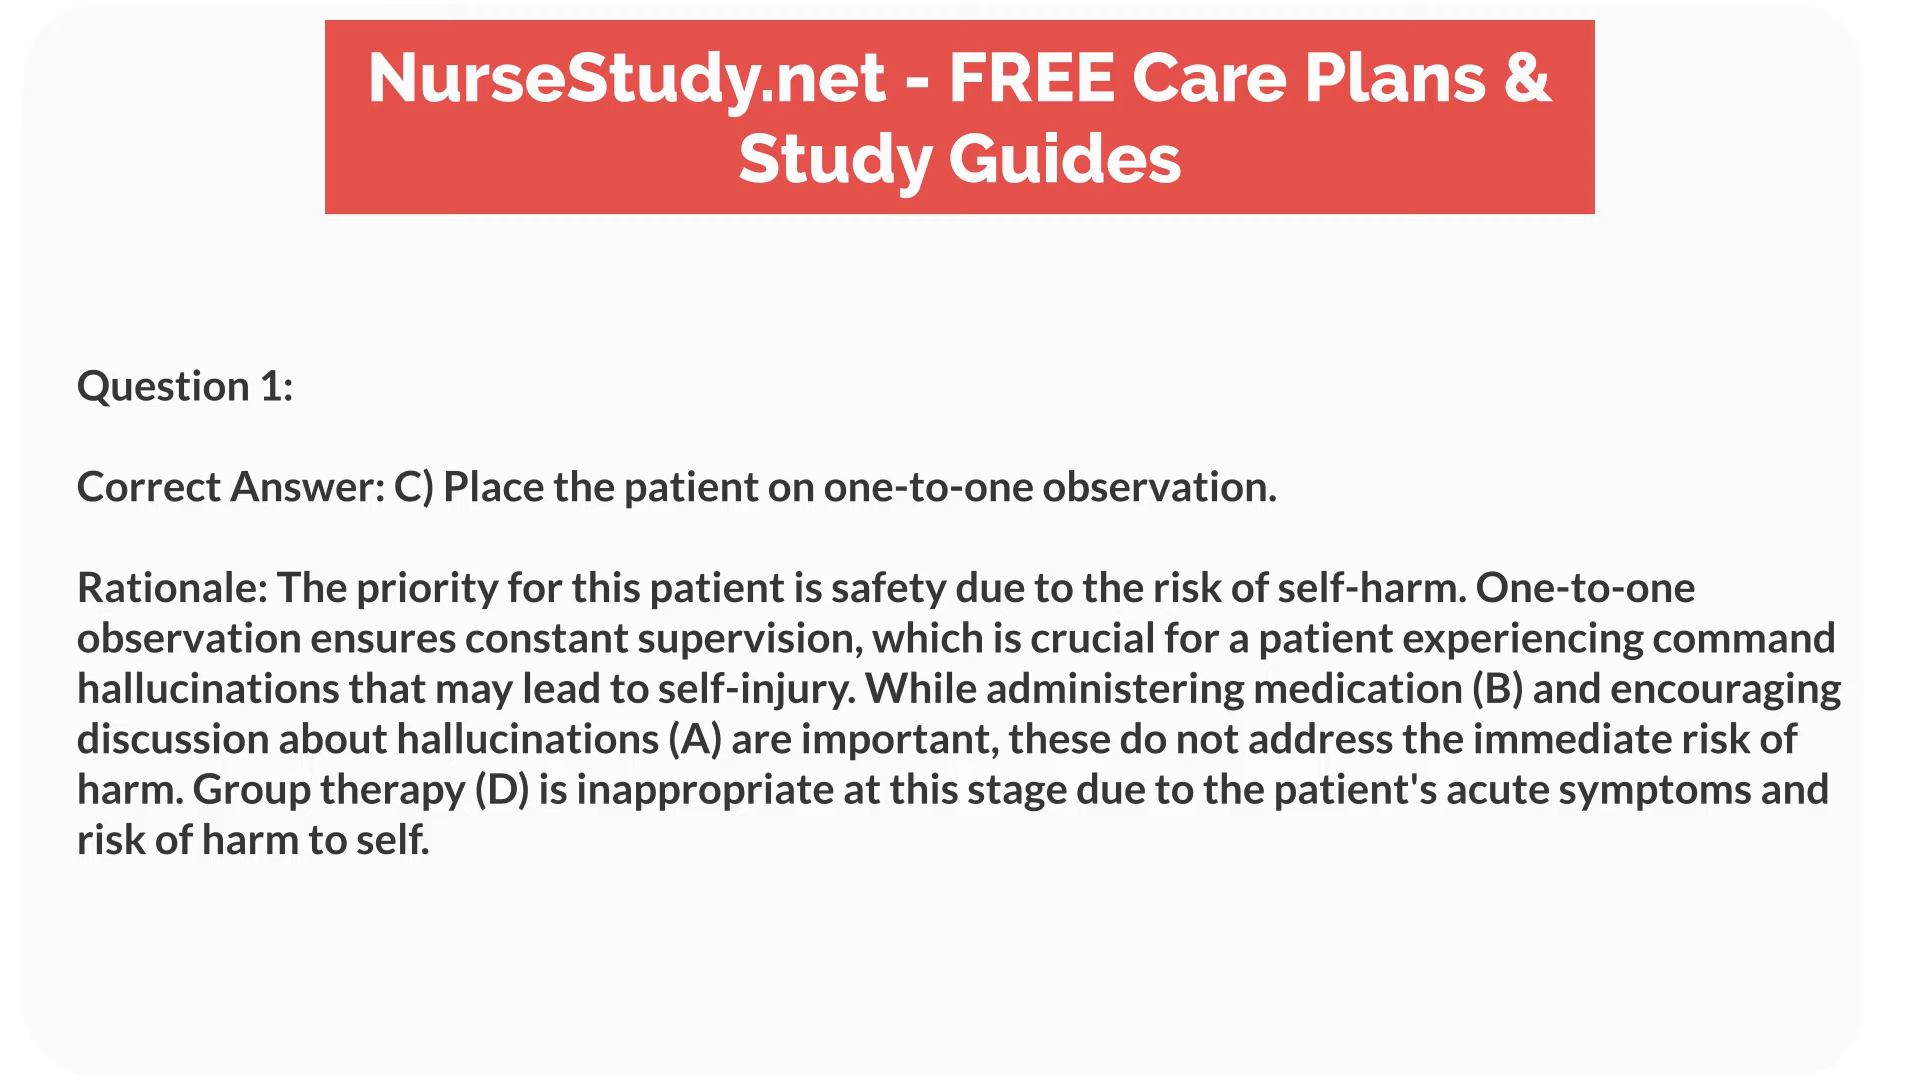 NurseStudy.net - FREE Care Plans &
Study Guides
Question 1:
Correct Answer: C) Place the patient on one-to-one observation.
Rationale: The priority for this patient is safety due to the risk of self-harm. One-to-one
observation ensures constant supervision, which is crucial for a patient experiencing command
hallucinations that may lead to self-injury. While administering medication (B) and encouraging
discussion about hallucinations (A) are important, these do not address the immediate risk of
harm. Group therapy (D) is inappropriate at this stage due to the patient's acute symptoms and
risk of harm to self.